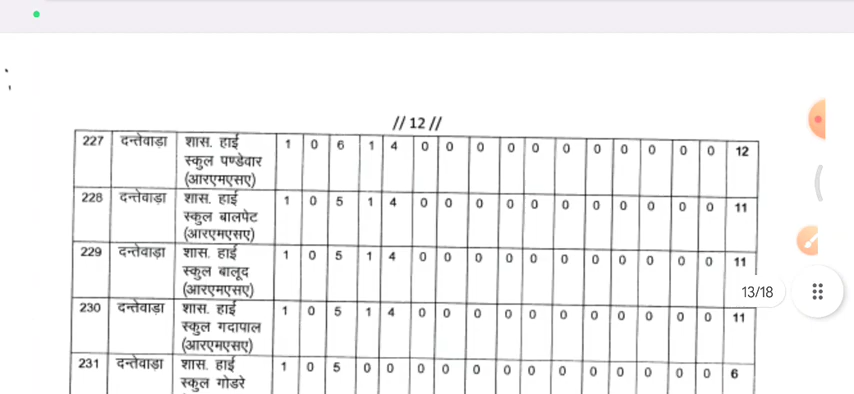 // 12 //
227 दन्तेवाड़ा शास. हाई 1 0 6 1 4 0 0 0 0 0 0 0 0 0 0 0 12
स्कुल पण्डेवार
(आरएमएसए)
228 दन्तेवाड़ा शास. हाई 1 0 5 1 4 0 0 0 0 0 0 0 0 0 0 0 11
स्कुल बालपेट
(आरएमएसए)
229 दन्तेवाड़ा शास. हाई 1 0 5 1 4 0 0 0 0 0 0 0 0 0 0 0 11
स्कुल बालूद
(आरएमएसए)
13/18
230 दन्तेवाड़ा शास. हाई 1 0 5 1 4 0 0 0 0 0 0 0 0 0 0 0 11
स्कुल गदापाल
(आरएमएसए)
231 दन्तेवाड़ा शास. हाई 1 0 5 0 0 0 0 0 0 0 0 0 0 0 0 0 6
स्कुल गोडरे